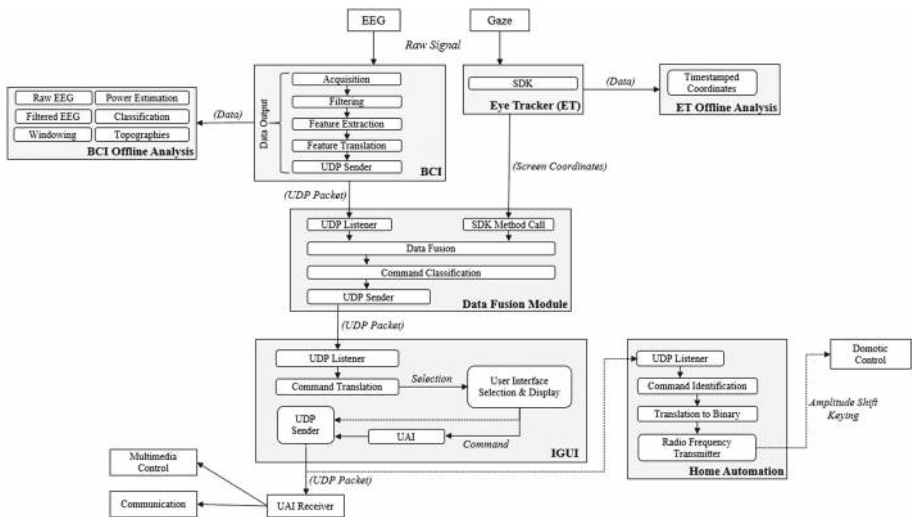 EEG
Gaze
Raw Signal
Acquisition
Filtering
Feature Extraction
Feature Translation
UDP Sender
Data Output
BCI
SDK
Eye Tracker (ET)
(Data)
Timestamped
Coordinates
ET Offline Analysis
(Data)
Raw EEG
Power Estimation
Filtered EEG
Classification
Windowing
Topographies
BCI Offline Analysis
(UDP Packet)
(Screen Coordinates)
UDP Listener
SDK Method Call
Data Fusion
Command Classification
UDP Sender
Data Fusion Module
(UDP Packet)
UDP Listener
Command Translation
Selection
User Interface
Selection & Display
UDP
Sender
UAI
Command
IGUI
UDP Listener
Command Identification
Translation to Binary
Radio Frequency
Transmitter
Home Automation
Domotic
Control
Amplitude Shift
Keying
Multimedia
Control
Communication
(UDP Packet)
UAI Receiver